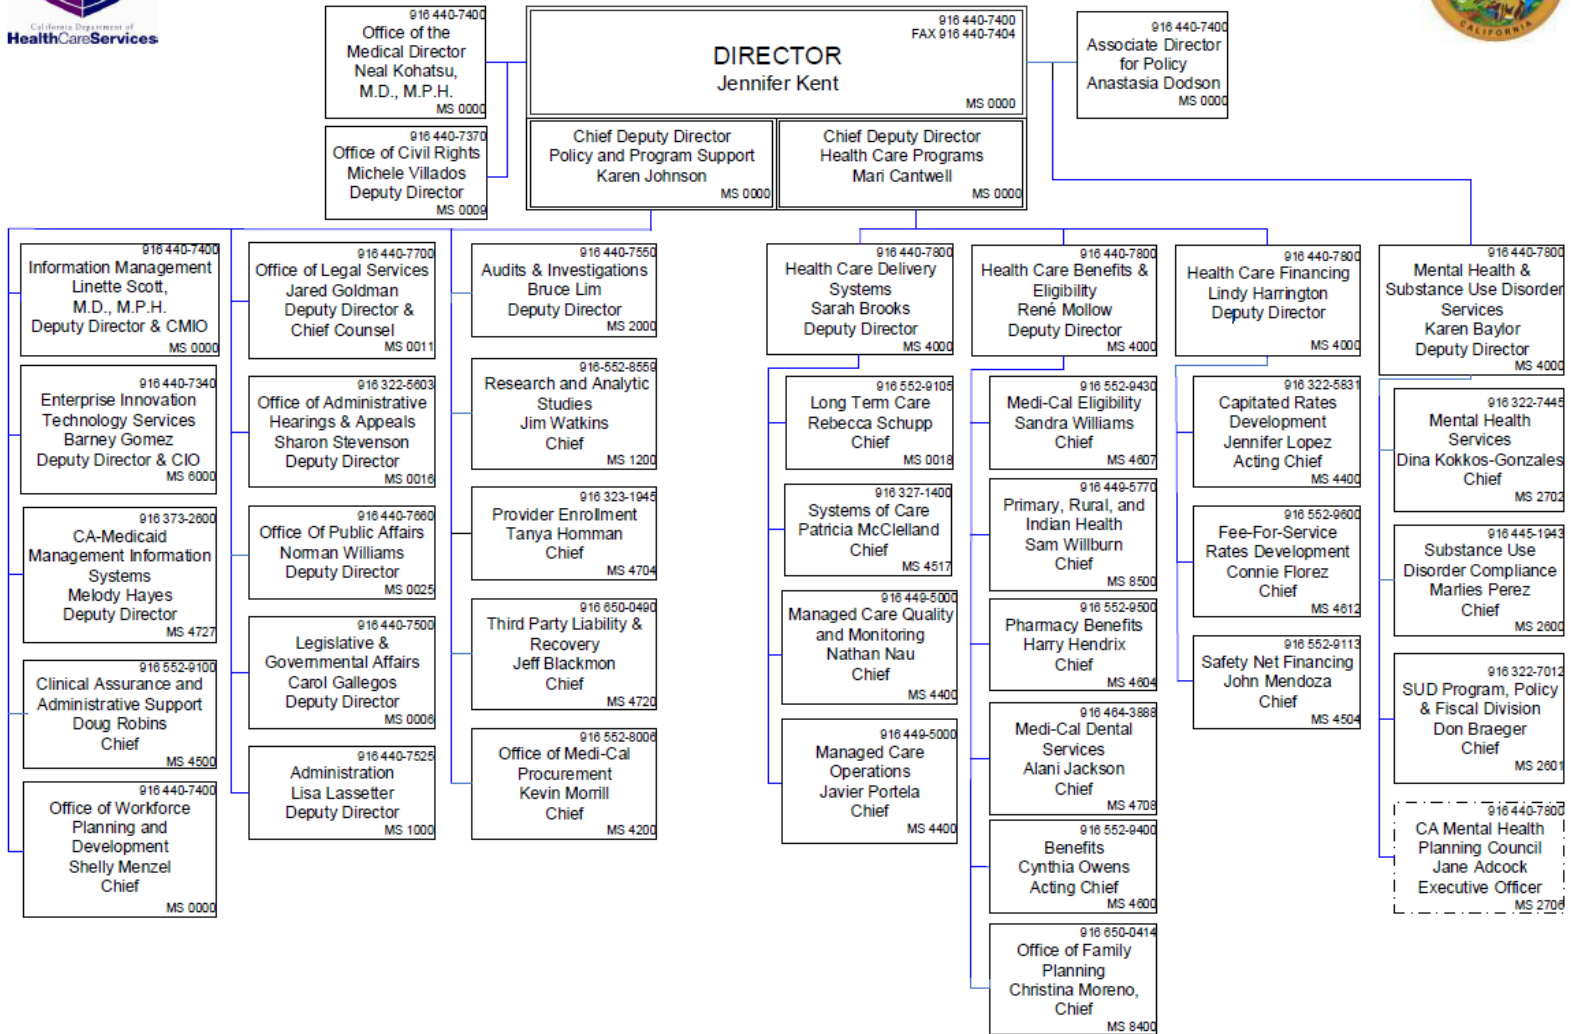 California Department of
HealthCareServices
916 440-7400
Office of the
Medical Director
Neal Kohatsu,
M.D., M.P.H.
MS 0000
916 440-7400
FAX 916 440-7404
DIRECTOR
Jennifer Kent
MS 0000
916 440-7400
Associate Director
for Policy
Anastasia Dodson
MS 0000
CALIFORNIA
916 440-7370
Office of Civil Rights
Michele Villados
Deputy Director
MS 0009
Chief Deputy Director
Policy and Program Support
Karen Johnson
MS 0000
Chief Deputy Director
Health Care Programs
Mari Cantwell
MS 0000
916 440-7400
Information Management
Linette Scott,
M.D., M.P.H.
Deputy Director & CMIO
MS 0000
916 440-7340
Enterprise Innovation
Technology Services
Barney Gomez
Deputy Director & CIO
MS 6000
916 373-2600
CA-Medicaid
Management Information
Systems
Melody Hayes
Deputy Director
MS 4727
916 552-9100
Clinical Assurance and
Administrative Support
Doug Robins
Chief
MS 4500
916 440-7400
Office of Workforce
Planning and
Development
Shelly Menzel
Chief
MS 0000
916 440-7700
Office of Legal Services
Jared Goldman
Deputy Director &
Chief Counsel
MS 0011
916 322-5603
Office of Administrative
Hearings & Appeals
Sharon Stevenson
Deputy Director
MS 0016
916 440-7660
Office Of Public Affairs
Norman Williams
Deputy Director
MS 0025
916 440-7500
Legislative &
Governmental Affairs
Carol Gallegos
Deputy Director
MS 0006
916 440-7525
Administration
Lisa Lassetter
Deputy Director
MS 1000
916 440-7550
Audits & Investigations
Bruce Lim
Deputy Director
MS 2000
916-552-8559
Research and Analytic
Studies
Jim Watkins
Chief
MS 1200
916 323-1945
Provider Enrollment
Tanya Homman
Chief
MS 4704
916 650-0490
Third Party Liability &
Recovery
Jeff Blackmon
Chief
MS 4720
916 552-8006
Office of Medi-Cal
Procurement
Kevin Morrill
Chief
MS 4200
916 440-7800
Health Care Delivery
Systems
Sarah Brooks
Deputy Director
MS 4000
916 552-9105
Long Term Care
Rebecca Schupp
Chief
MS 0018
916 327-1400
Systems of Care
Patricia McClelland
Chief
MS 4517
916 449-5000
Managed Care Quality
and Monitoring
Nathan Nau
Chief
MS 4400
916 449-5000
Managed Care
Operations
Javier Portela
Chief
MS 4400
916 440-7800
Health Care Benefits &
Eligibility
René Mollow
Deputy Director
MS 4000
916 552-9430
Medi-Cal Eligibility
Sandra Williams
Chief
MS 4607
916 449-5770
Primary, Rural, and
Indian Health
Sam Willburn
Chief
MS 8500
916 552-9500
Pharmacy Benefits
Harry Hendrix
Chief
MS 4604
916 464-3888
Medi-Cal Dental
Services
Alani Jackson
Chief
MS 4708
916 552-9400
Benefits
Cynthia Owens
Acting Chief
MS 4600
916 650-0414
Office of Family
Planning
Christina Moreno,
Chief
MS 8400
916 440-7800
Health Care Financing
Lindy Harrington
Deputy Director
MS 4000
916 322-5831
Capitated Rates
Development
Jennifer Lopez
Acting Chief
MS 4400
916 552-9600
Fee-For-Service
Rates Development
Connie Florez
Chief
MS 4612
916 552-9113
Safety Net Financing
John Mendoza
Chief
MS 4504
916 440-7800
Mental Health &
Substance Use Disorder
Services
Karen Baylor
Deputy Director
MS 4000
916 322-7445
Mental Health
Services
Dina Kokkos-Gonzales
Chief
MS 2702
916 445-1943
Substance Use
Disorder Compliance
Marlies Perez
Chief
MS 2600
916 322-7012
SUD Program, Policy
& Fiscal Division
Don Braeger
Chief
MS 2601
916 440-7800
CA Mental Health
Planning Council
Jane Adcock
Executive Officer
MS 2706